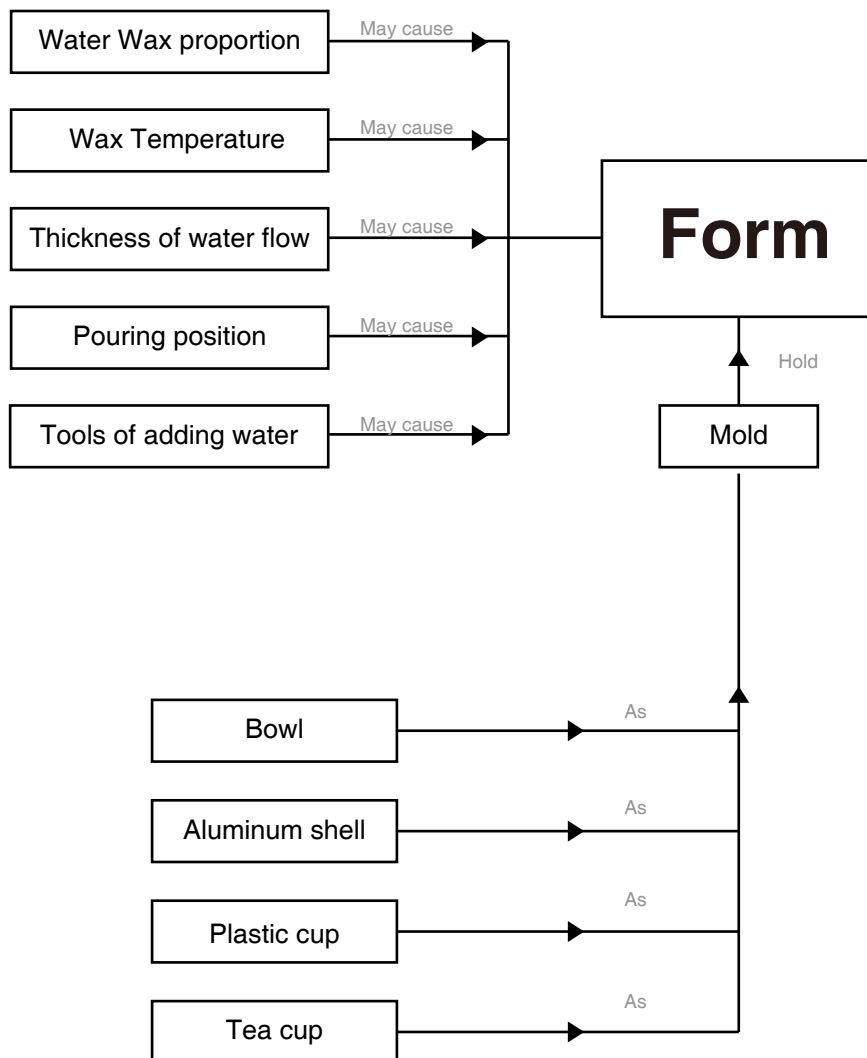 Water Wax proportion
May cause
Wax Temperature
May cause
Thickness of water flow
May cause
Pouring position
May cause
Tools of adding water
May cause
Form
Hold
Mold
Bowl
As
Aluminum shell
As
Plastic cup
As
Tea cup
As